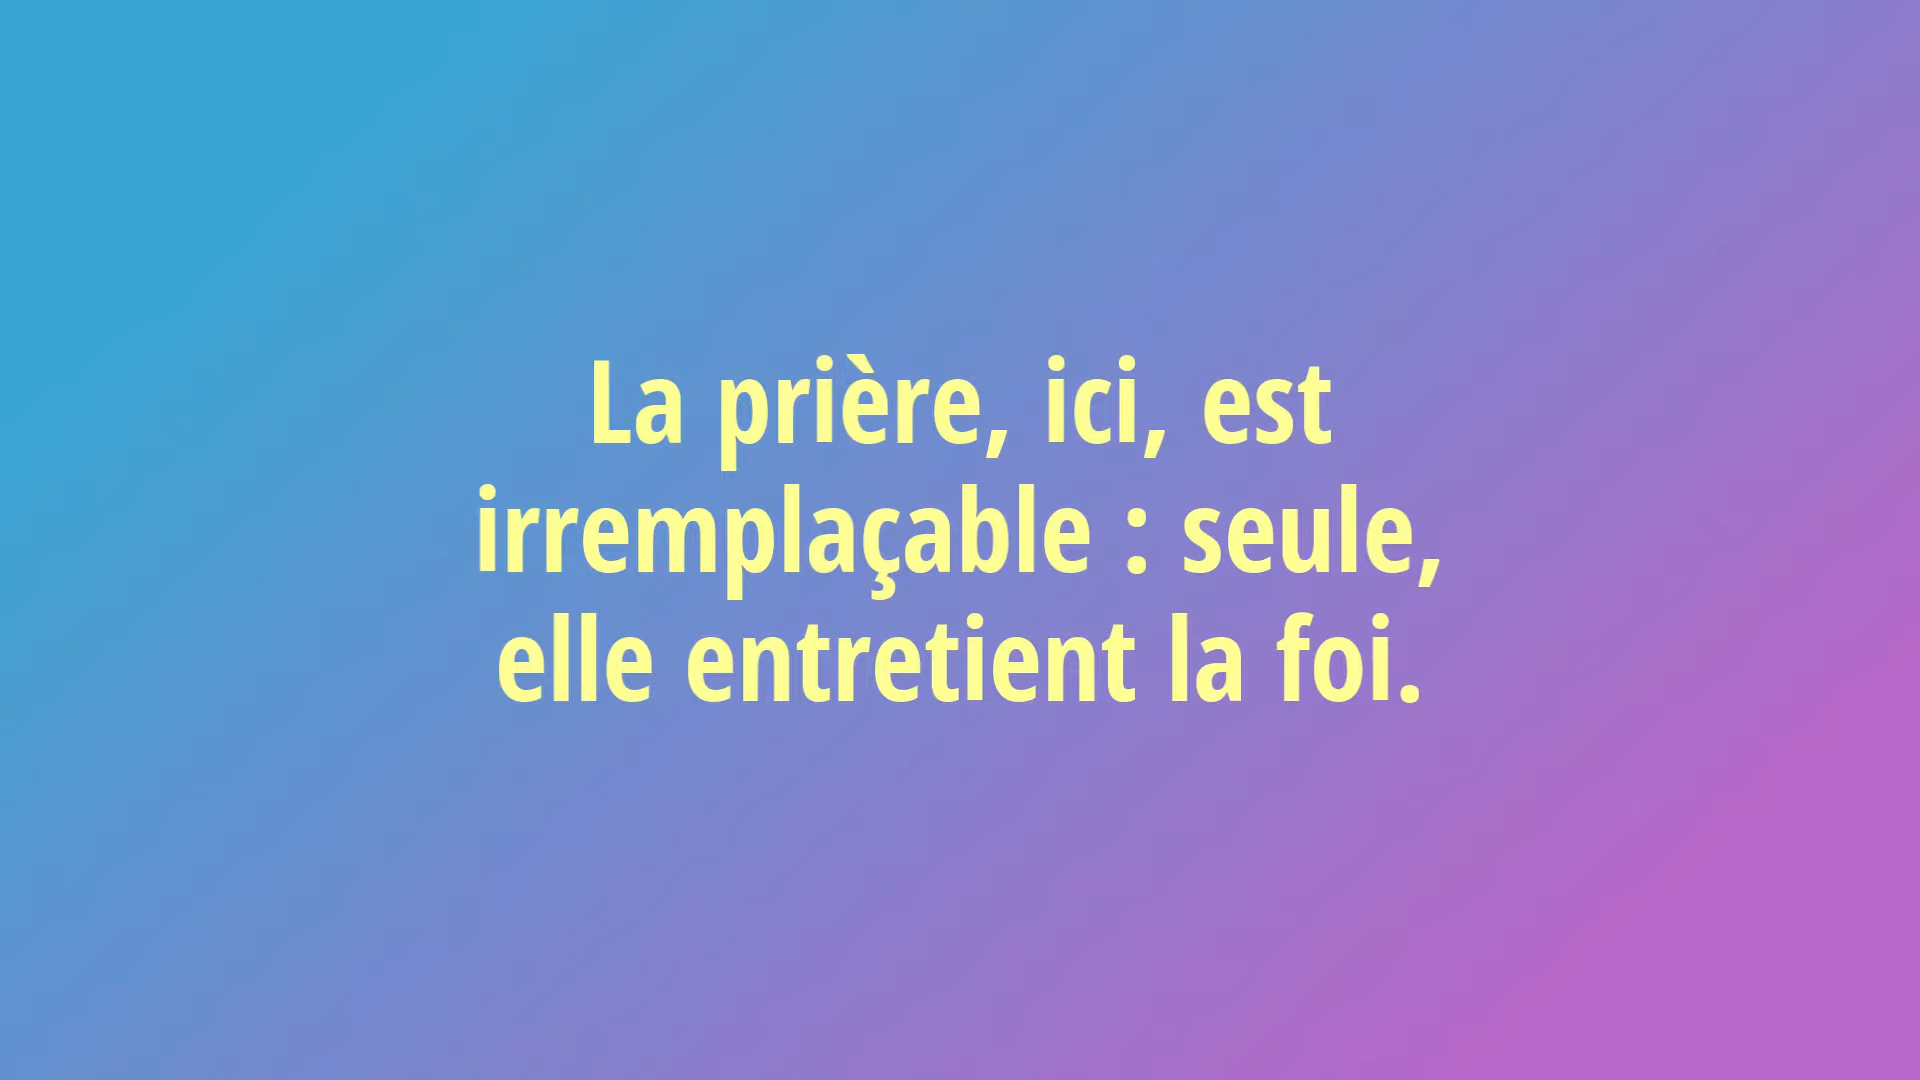 La prière, ici, est
irremplaçable : seule,
elle entretient la foi.